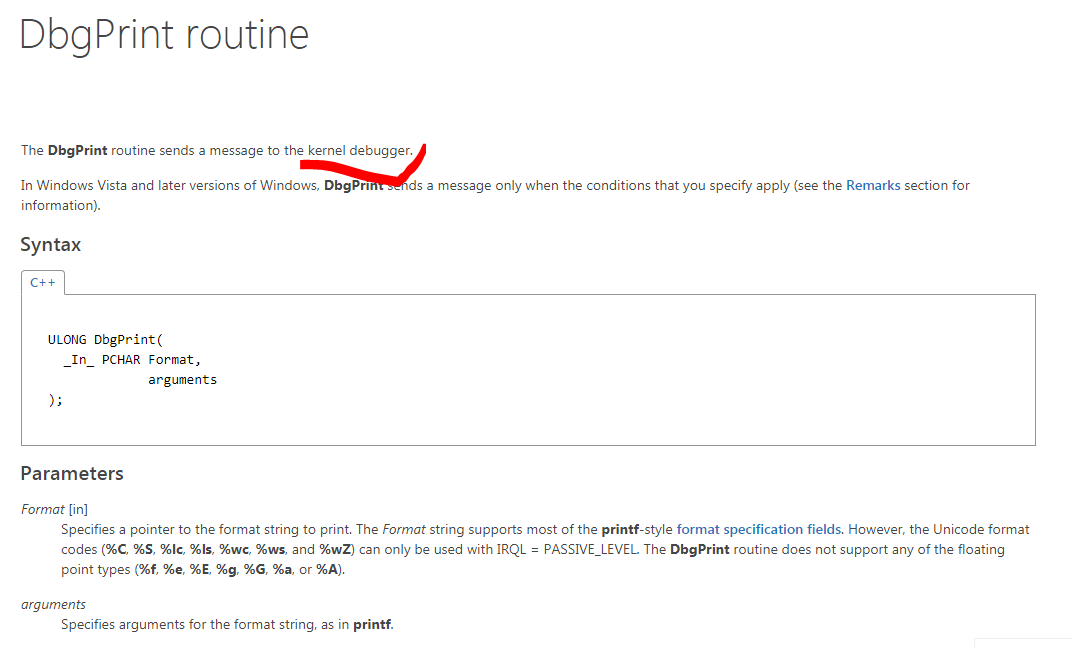 DbgPrint routine
The DbgPrint routine sends a message to the kernel debugger.
In Windows Vista and later versions of Windows, DbgPrint sends a message only when the conditions that you specify apply (see the Remarks section for
information).
Syntax
C++
ULONG DbgPrint(
_In_ PCHAR Format,
arguments
);
Parameters
Format [in]
Specifies a pointer to the format string to print. The Format string supports most of the printf-style format specification fields. However, the Unicode format
codes (%C, %S, %lc, %ls, %wc, %ws, and %wZ) can only be used with IRQL = PASSIVE_LEVEL. The DbgPrint routine does not support any of the floating
point types (%f, %e, %E, %g, %G, %a, or %A).
arguments
Specifies arguments for the format string, as in printf.